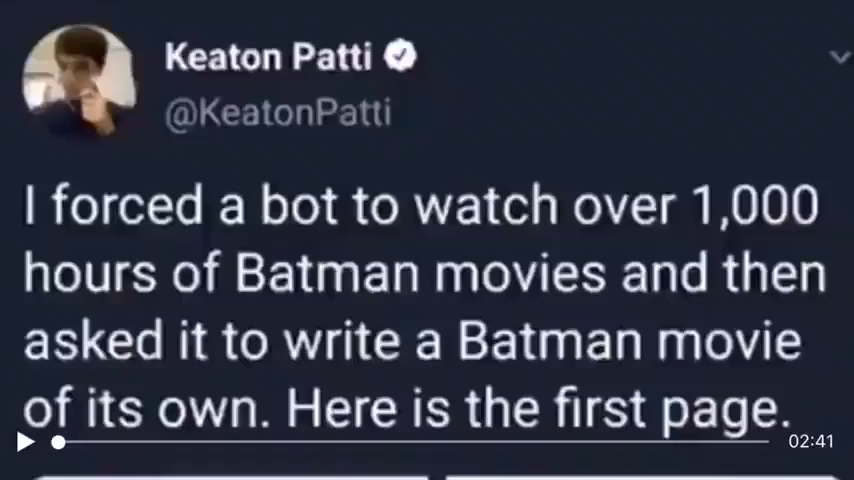 Keaton Patti
@KeatonPatti
I forced a bot to watch over 1,000
hours of Batman movies and then
asked it to write a Batman movie
of its own. Here is the first page.
02:41